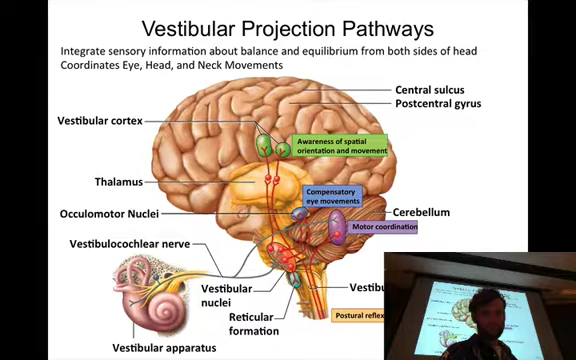 Vestibular Projection Pathways
Integrate sensory information about balance and equilibrium from both sides of head
Coordinates Eye, Head, and Neck Movements
Central sulcus
Postcentral gyrus
Vestibular cortex
Awareness of spatial
orientation and movement
Thalamus
Compensatory
eye movements
Occulomotor Nuclei
Cerebellum
Motor coordination
Vestibulocochlear nerve
Vestibular
nuclei
Reticular
formation
Postural reflex
Vestibular apparatus